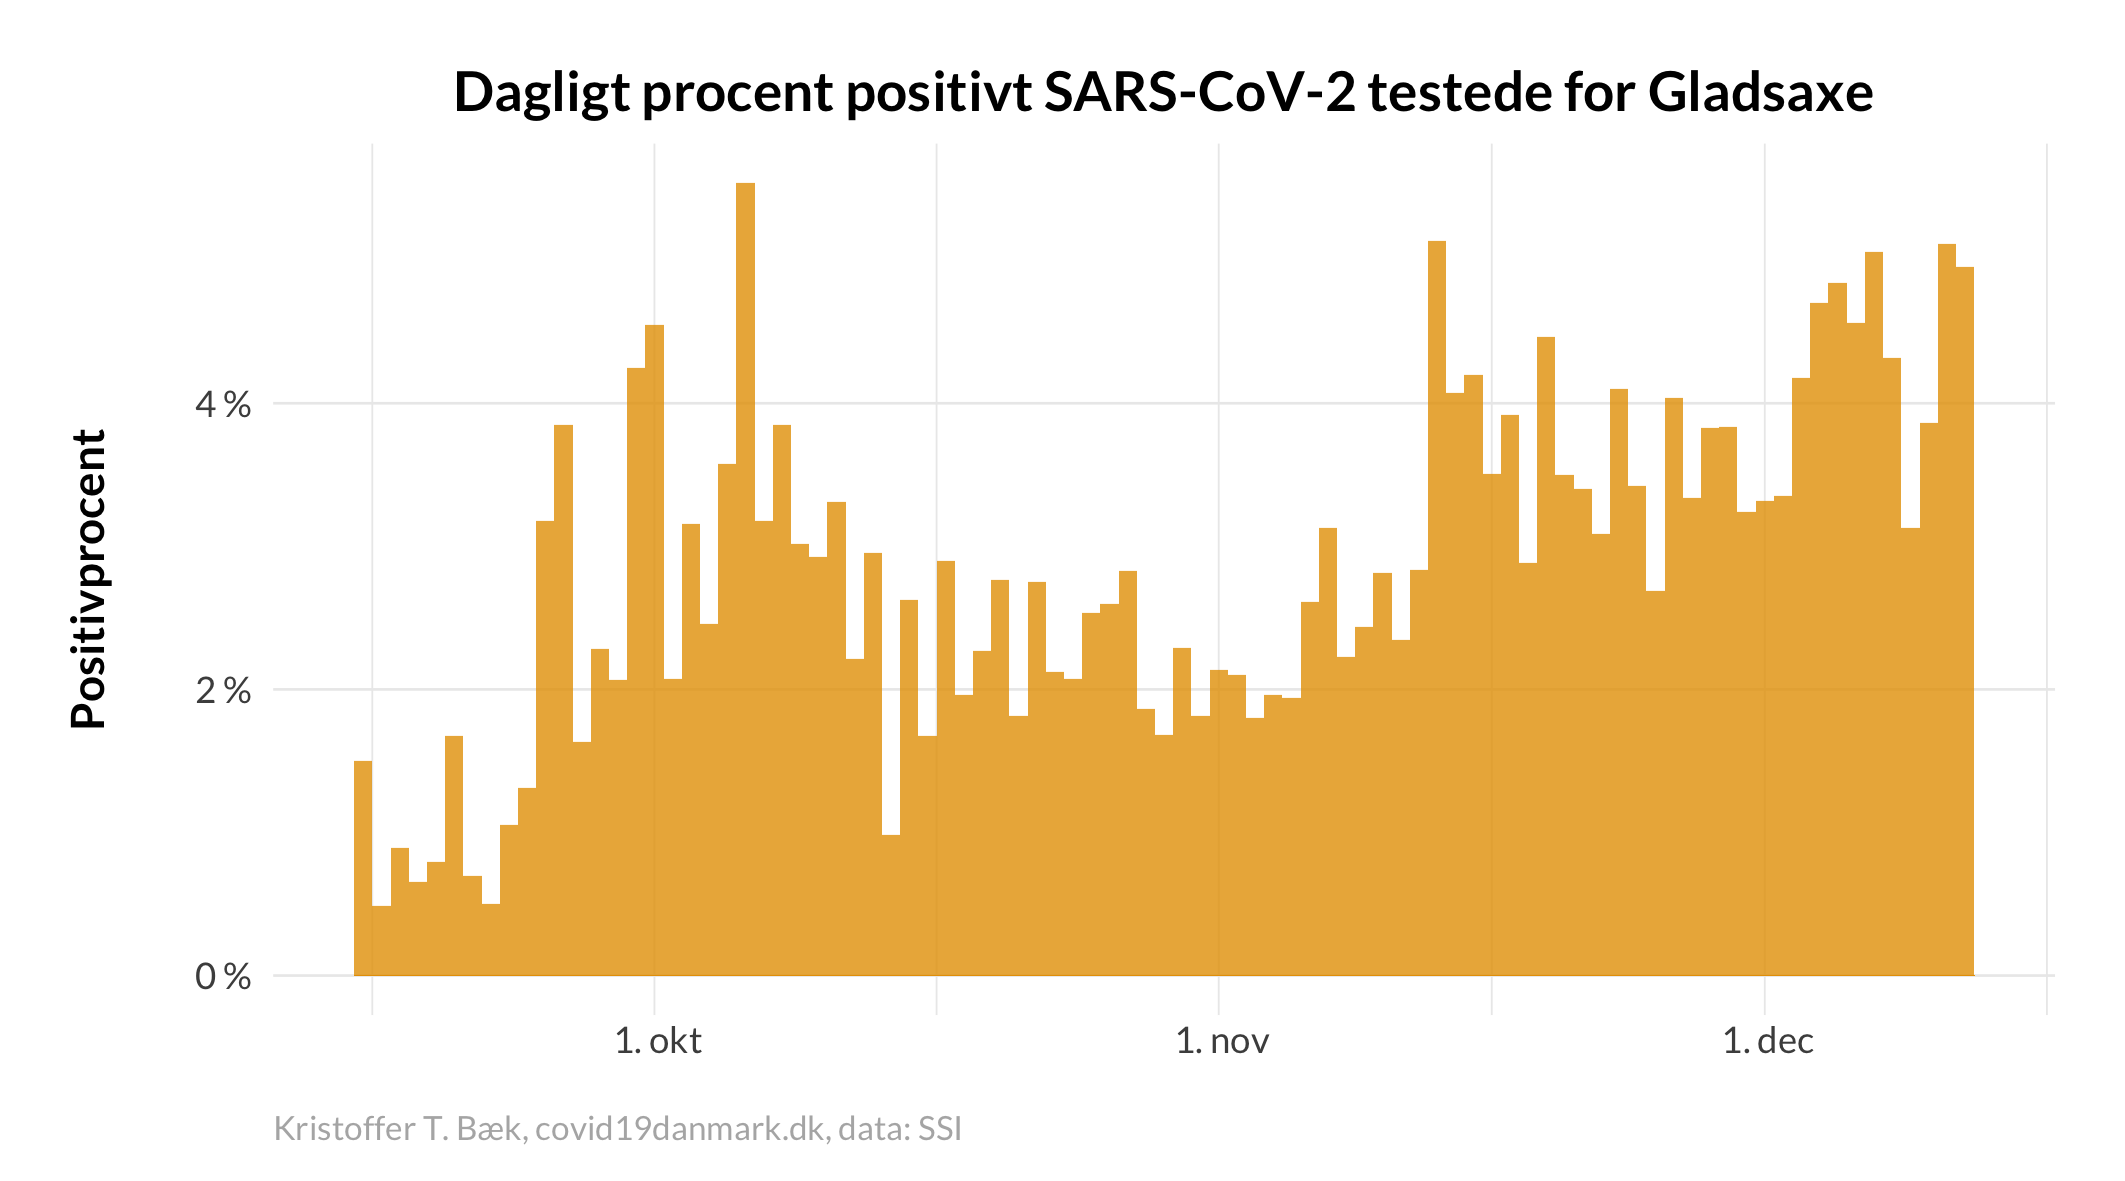 Dagligt procent positivt SARS-CoV-2 testede for Gladsaxe
Positivprocent
4 %
2 %
0 %
1. okt
1. nov
1. dec
Kristoffer T. Bæk, covid19danmark.dk, data: SSI